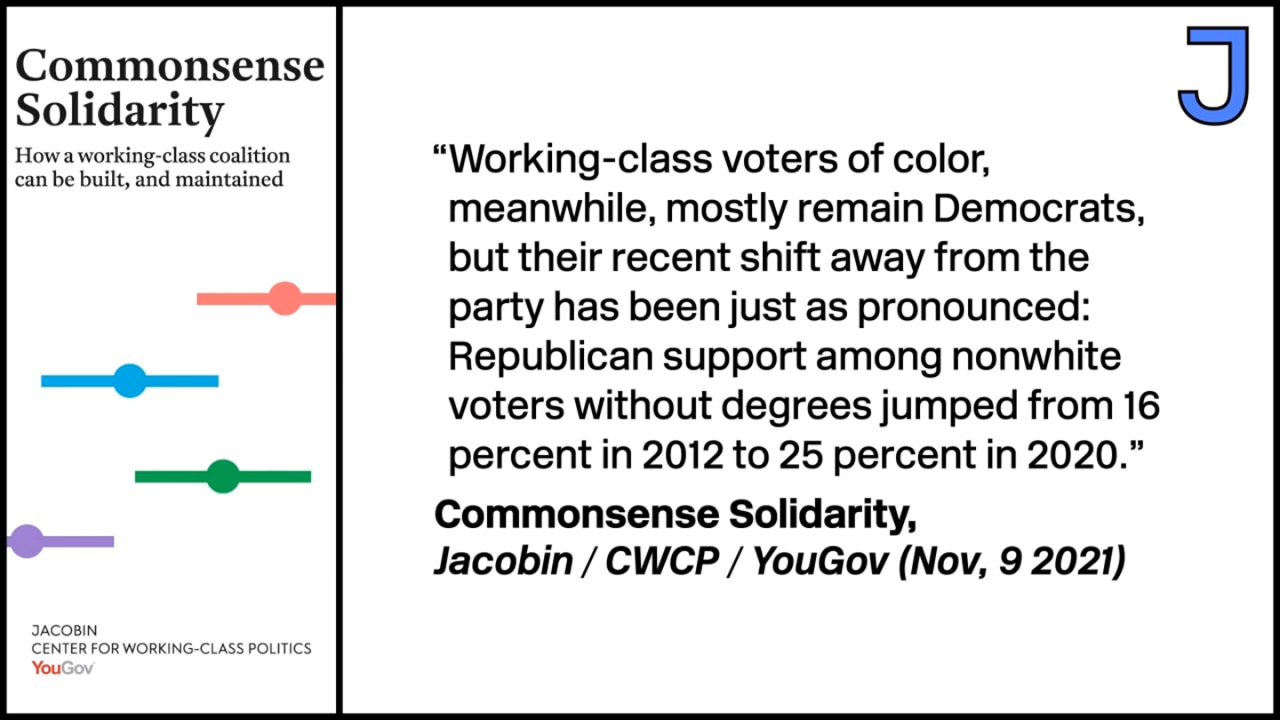 Commonsense
Solidarity
How a working-class coalition
can be built, and maintained
JACOBIN
CENTER FOR WORKING-CLASS POLITICS
YouGov
J
“Working-class voters of color,
meanwhile, mostly remain Democrats,
but their recent shift away from the
party has been just as pronounced:
Republican support among nonwhite
voters without degrees jumped from 16
percent in 2012 to 25 percent in 2020.”
Commonsense Solidarity,
Jacobin / CWCP / YouGov (Nov, 9 2021)